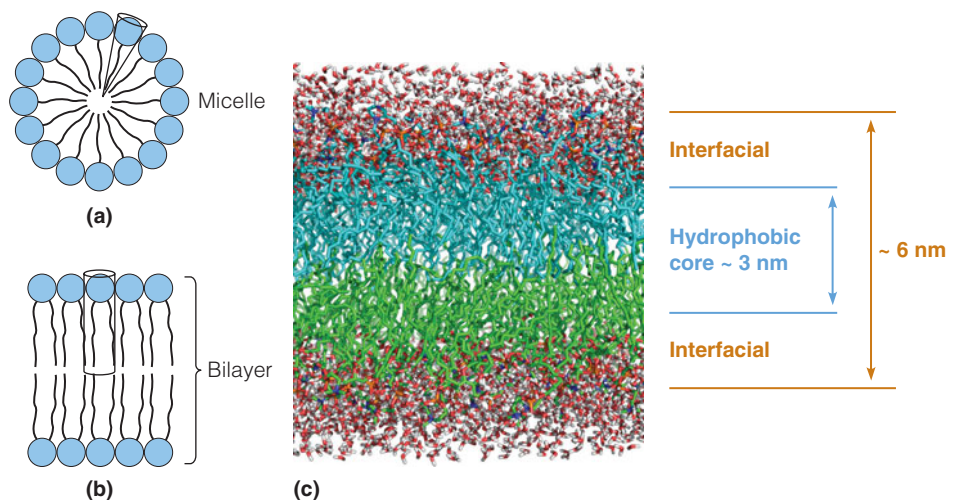 Micelle
(a)
Bilayer
(b)
(c)
Interfacial
Hydrophobic
core ~ 3 nm
~ 6 nm
Interfacial